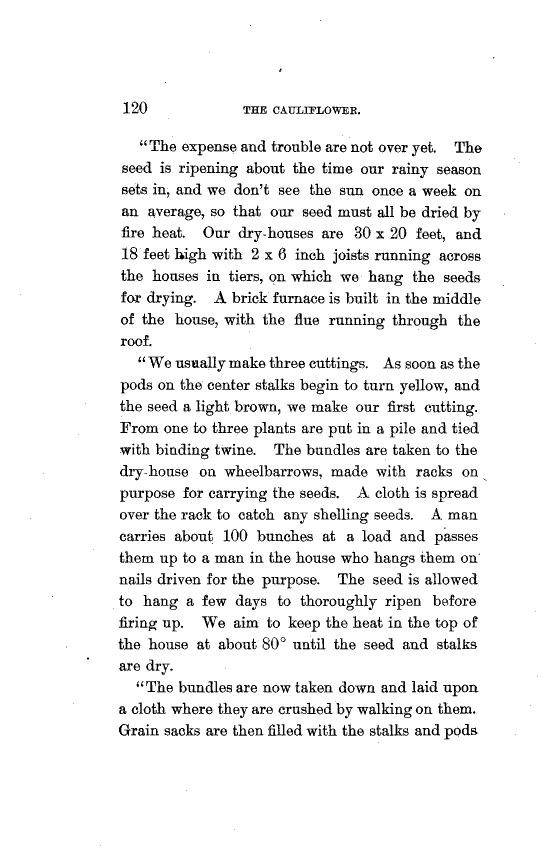 120 THE CAULIFLOWER.
“The expense and trouble are not over yet. The
seed is ripening about the time our rainy season
sets in, and we don't see the sun once a week on
an average, so that our seed must all be dried by
fire heat. Our dry-houses are 30 x 20 feet, and
18 feet high with 2 x 6 inch joists running across
the houses in tiers, on which we hang the seeds
for drying. A brick furnace is built in the middle
of the house, with the flue running through the
roof.
“We usually make three cuttings. As soon as the
pods on the center stalks begin to turn yellow, and
the seed a light brown, we make our first cutting.
From one to three plants are put in a pile and tied
with binding twine. The bundles are taken to the
dry-house on wheelbarrows, made with racks on
purpose for carrying the seeds. A cloth is spread
over the rack to catch any shelling seeds. A man
carries about 100 bunches at a load and passes
them up to a man in the house who hangs them on
nails driven for the purpose. The seed is allowed
to hang a few days to thoroughly ripen before
firing up. We aim to keep the heat in the top of
the house at about 80° until the seed and stalks
are dry.
“The bundles are now taken down and laid upon
a cloth where they are crushed by walking on them.
Grain sacks are then filled with the stalks and pods